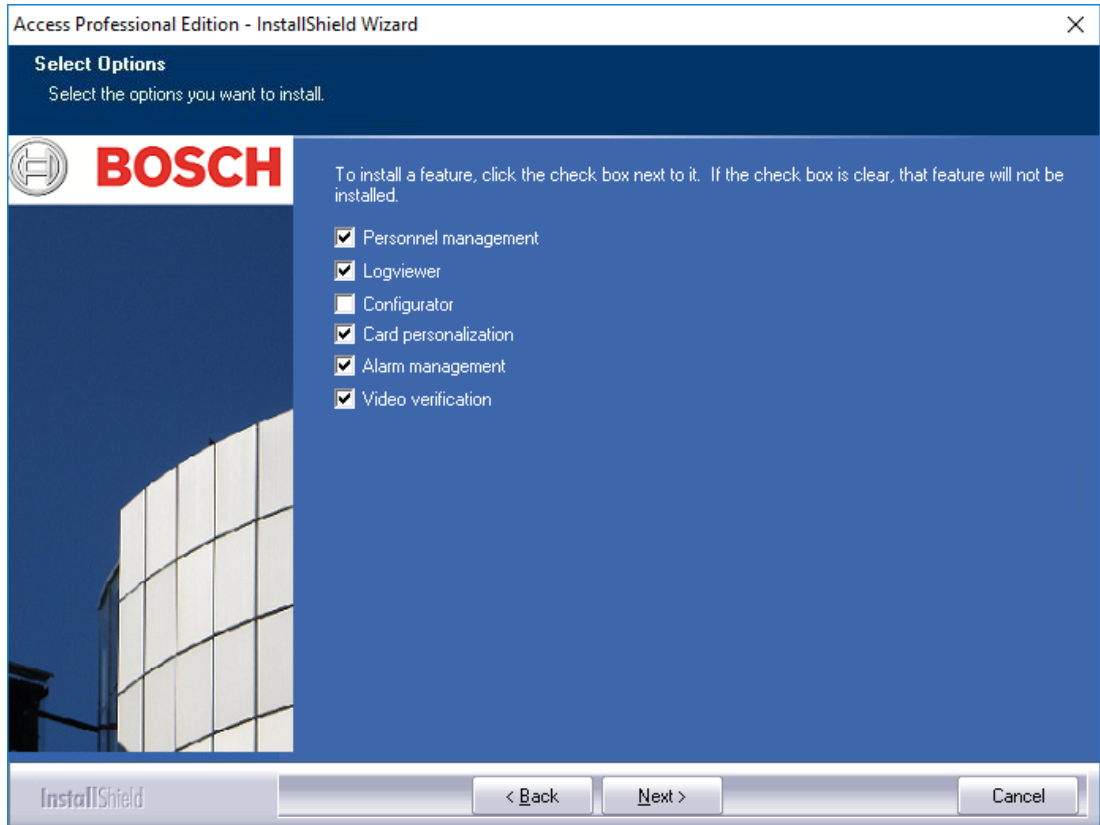 Access Professional Edition - InstallShield Wizard
Select Options
Select the options you want to install.
BOSCH
To install a feature, click the check box next to it. If the check box is clear, that feature will not be
installed.
Personnel management
Logviewer
Configurator
Card personalization
Alarm management
Video verification
InstallShield
< Back
Next >
Cancel